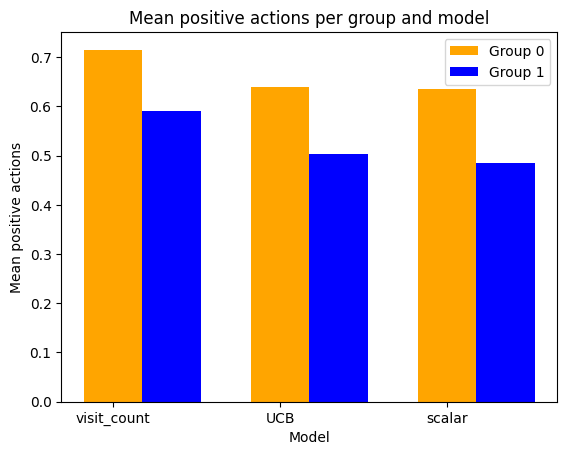 Mean positive actions per group and model
Group 0
Group 1
Mean positive actions
0.7
0.6
0.5
0.4
0.3
0.2
0.1
0.0
visit_count
UCB
scalar
Model